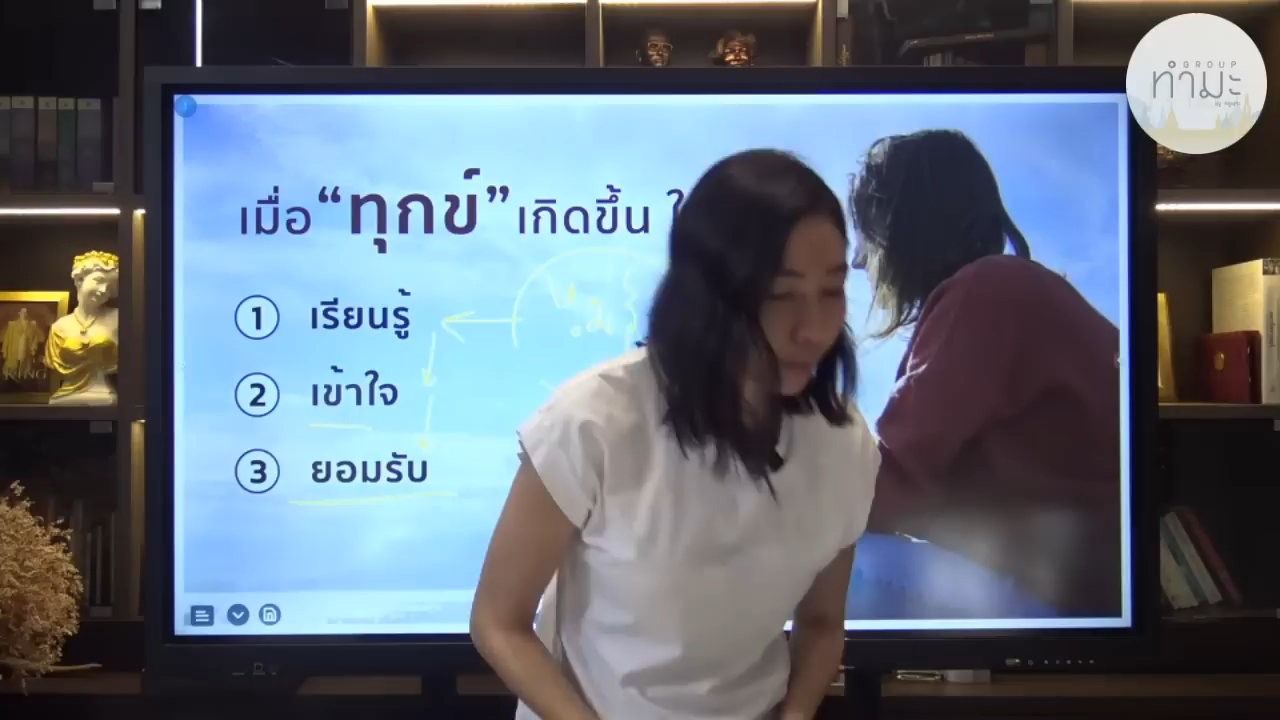 GROUP
ทำมะ
เมื่อ “ทุกข์” เกิดขึ้น
1 เรียนรู้
2 เข้าใจ
3 ยอมรับ